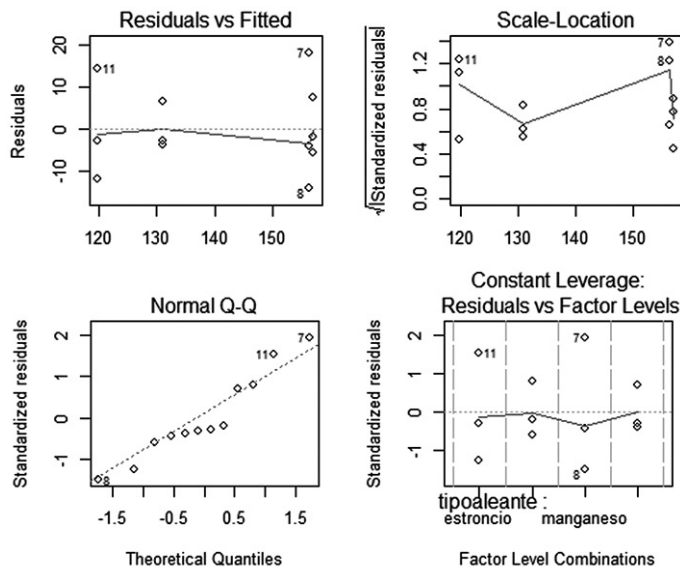 Residuals vs Fitted
Residuals
20
10
0
-10
7
11
8
120
130
140
150
Scale-Location
√|Standardized residuals|
1.2
0.8
0.4
0.0
11
7
8
120
130
140
150
Normal Q-Q
Standardized residuals
2
1
0
-1
7
11
8
-1.5
-0.5
0.5
1.5
Theoretical Quantiles
Constant Leverage:
Residuals vs Factor Levels
Standardized residuals
2
1
0
-1
7
11
8
tipoaleante :
estroncio
manganeso
Factor Level Combinations